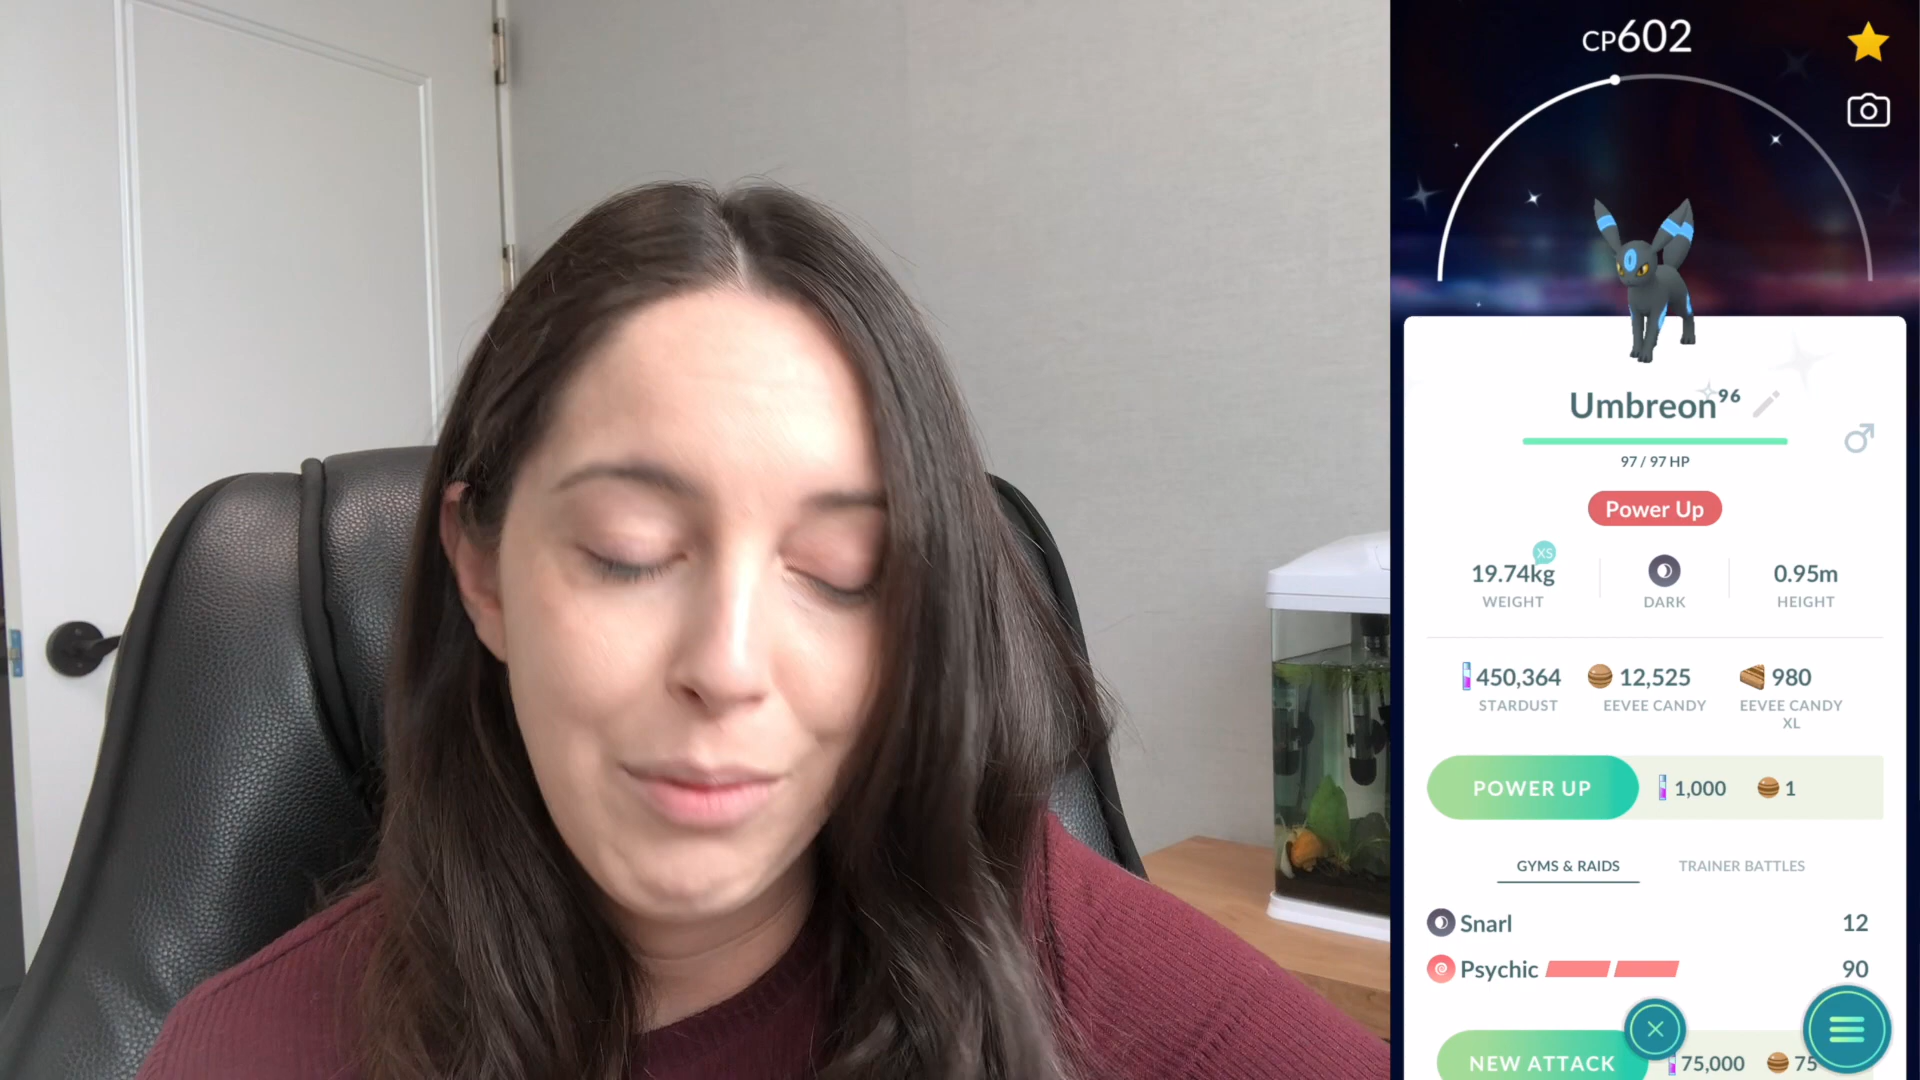 CP602
Umbreon96
97 / 97 HP
Power Up
XS
19.74kg
WEIGHT
DARK
0.95m
HEIGHT
450,364
STARDUST
12,525
EEVEE CANDY
980
EEVEE CANDY
XL
POWER UP 1,000 1
GYMS & RAIDS TRAINER BATTLES
Snarl 12
Psychic 90
NEW ATTACK 75,000 75